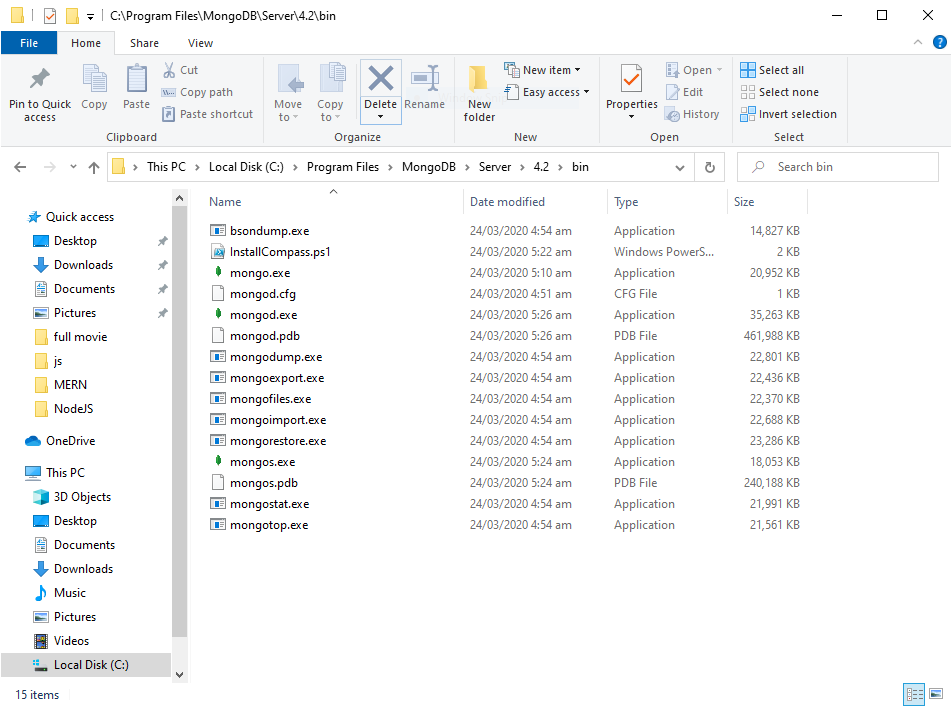 C:\Program Files\MongoDB\Server\4.2\bin
File Home Share View
Pin to Quick access
Copy
Paste
Cut
Copy path
Paste shortcut
Clipboard
Move to
Copy to
Delete
Rename
Organize
New folder
New item
Easy access
New
Properties
Open
Edit
History
Open
Select all
Select none
Invert selection
Select
This PC > Local Disk (C:) > Program Files > MongoDB > Server > 4.2 > bin
Search bin
Quick access
Desktop
Downloads
Documents
Pictures
full movie
js
MERN
NodeJS
OneDrive
This PC
3D Objects
Desktop
Documents
Downloads
Music
Pictures
Videos
Local Disk (C:)
Name Date modified Type Size
bsondump.exe 24/03/2020 4:54 am Application 14,827 KB
InstallCompass.ps1 24/03/2020 5:22 am Windows PowerS... 2 KB
mongo.exe 24/03/2020 5:10 am Application 20,952 KB
mongod.cfg 24/03/2020 4:51 am CFG File 1 KB
mongod.exe 24/03/2020 5:26 am Application 35,263 KB
mongod.pdb 24/03/2020 5:26 am PDB File 461,988 KB
mongodump.exe 24/03/2020 4:54 am Application 22,801 KB
mongoexport.exe 24/03/2020 4:54 am Application 22,436 KB
mongofiles.exe 24/03/2020 4:54 am Application 22,370 KB
mongoimport.exe 24/03/2020 4:54 am Application 22,688 KB
mongorestore.exe 24/03/2020 4:54 am Application 23,286 KB
mongos.exe 24/03/2020 5:24 am Application 18,053 KB
mongos.pdb 24/03/2020 5:24 am PDB File 240,188 KB
mongostat.exe 24/03/2020 4:54 am Application 21,991 KB
mongotop.exe 24/03/2020 4:54 am Application 21,561 KB
15 items